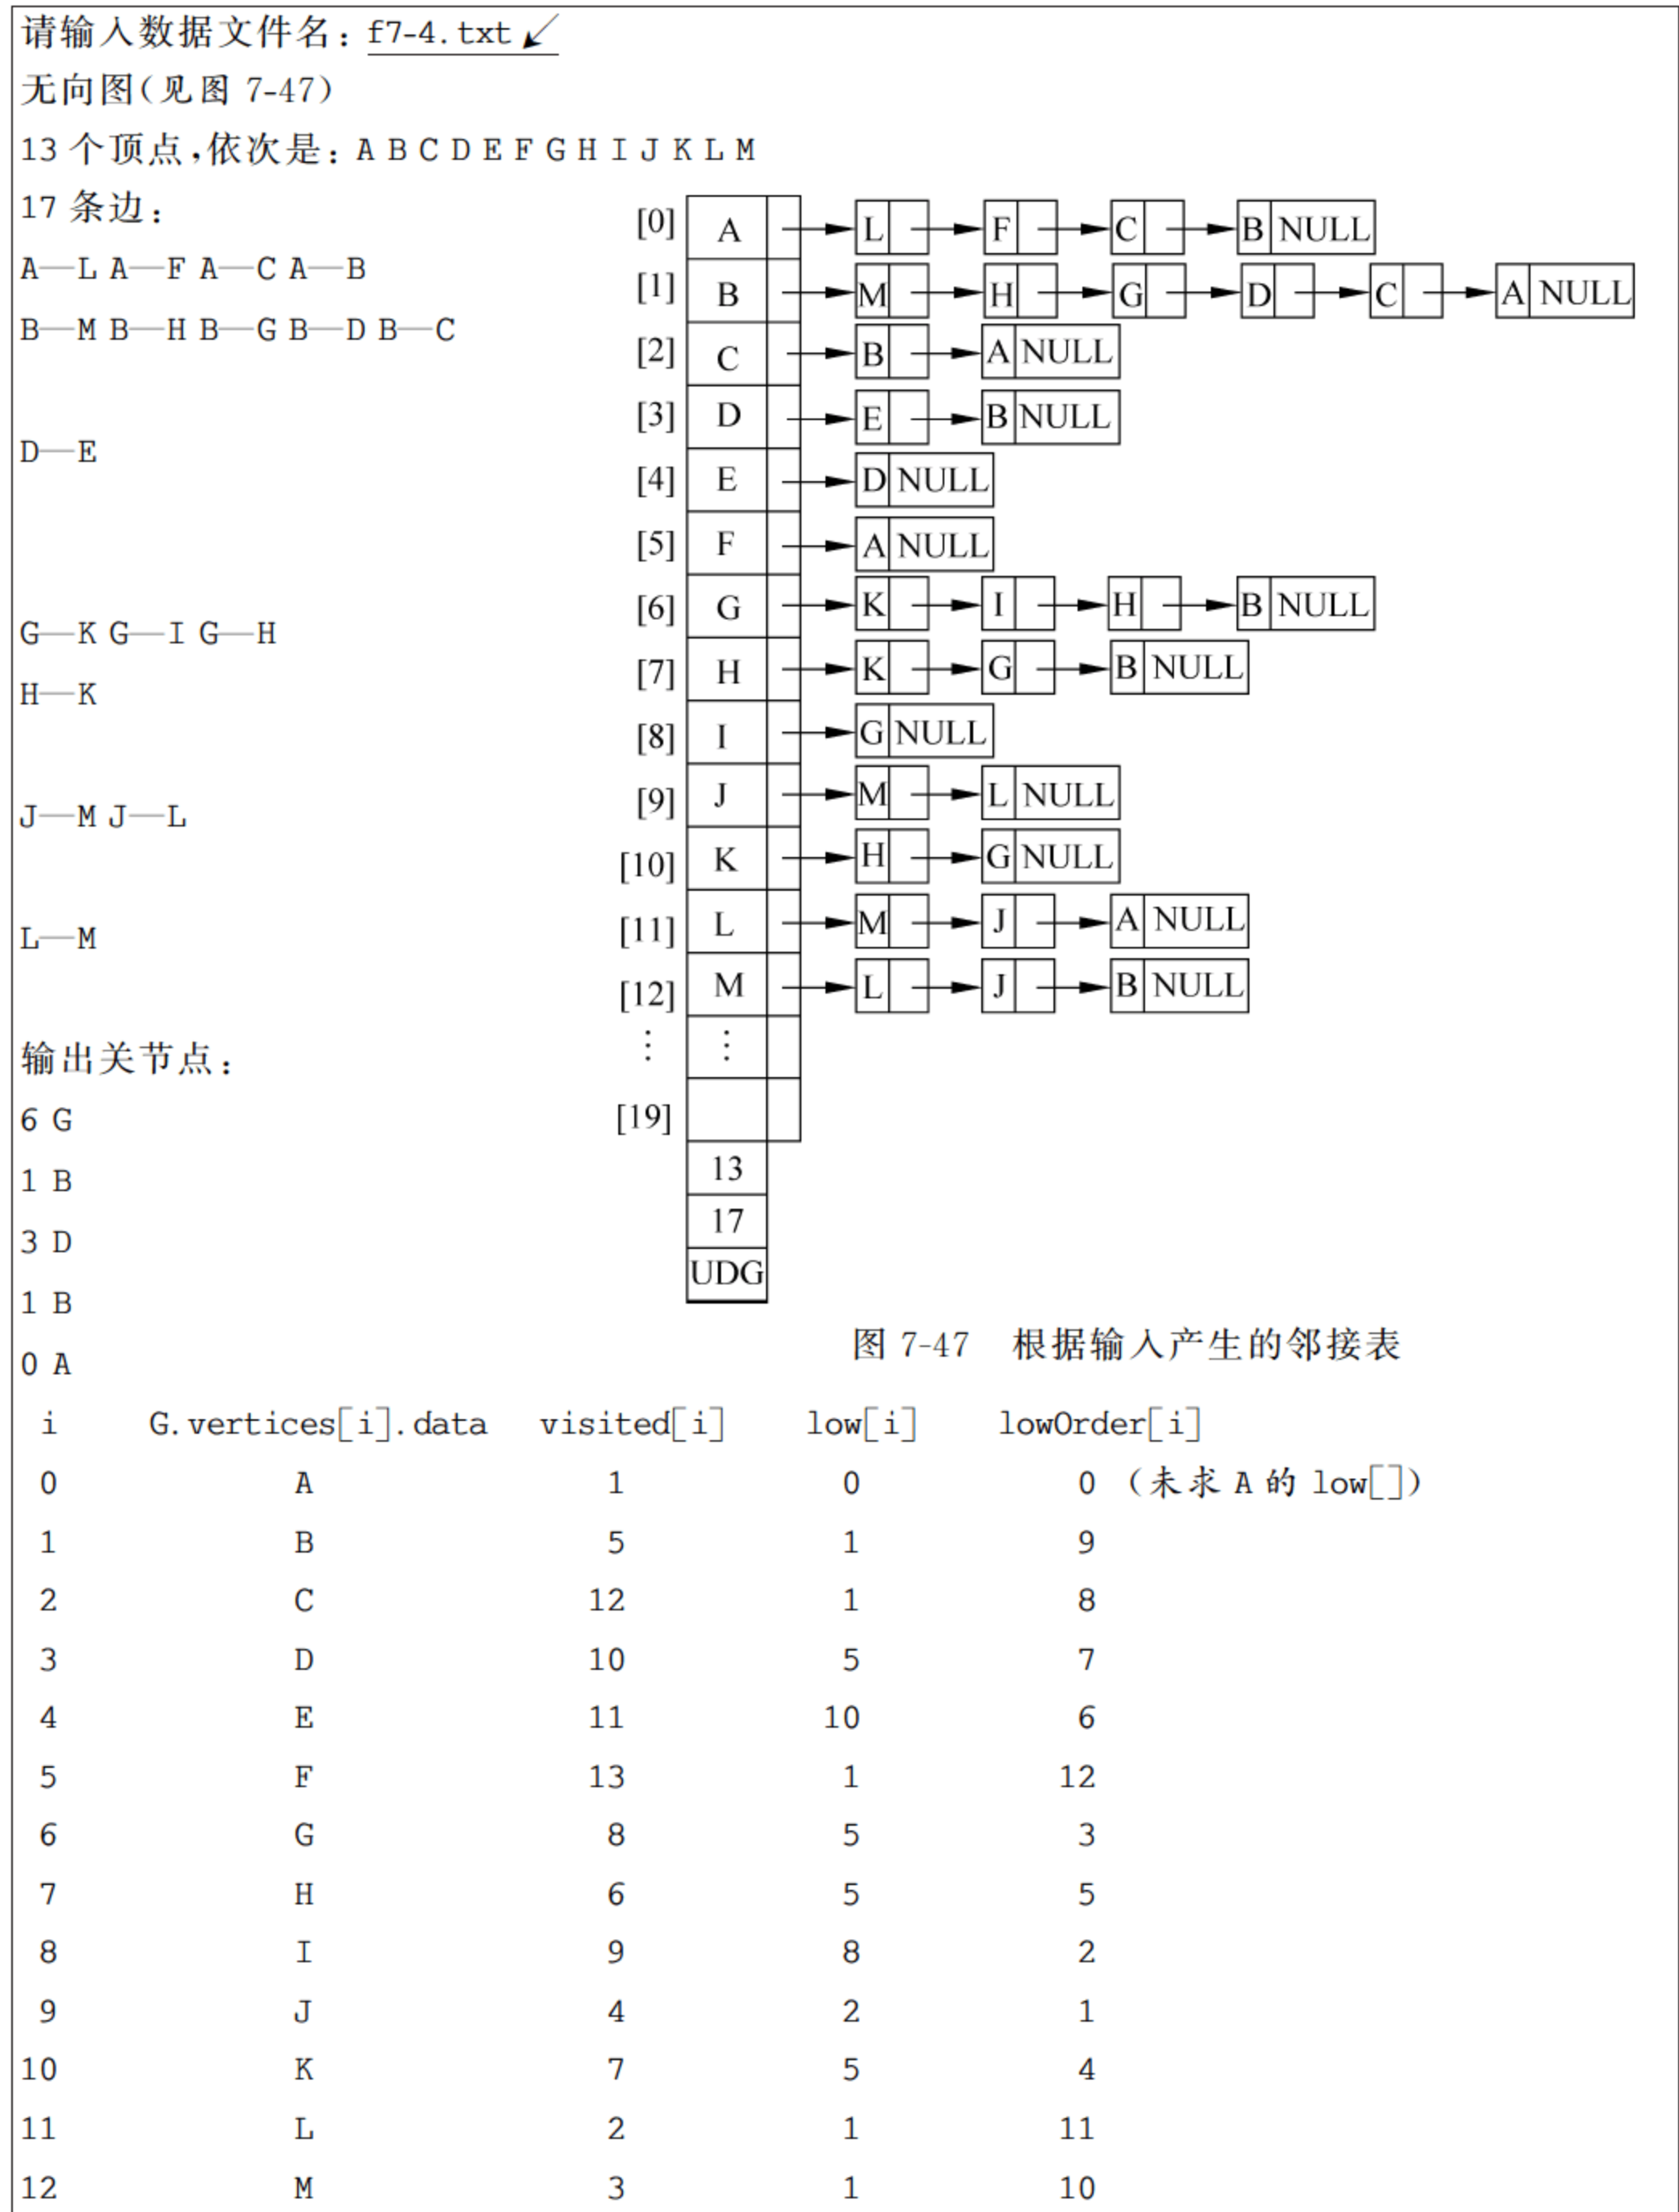 请输入数据文件名：f7-4.txt↙
无向图(见图 7-47)
13 个顶点,依次是：A B C D E F G H I J K L M
17 条边：
A—L A—F A—C A—B
B—M B—H B—G B—D B—C
D—E
G—K G—I G—H
H—K
J—M J—L
L—M
[0] A L F C B NULL
[1] B M H G D C A NULL
[2] C B A NULL
[3] D E B NULL
[4] E D NULL
[5] F A NULL
[6] G K I H B NULL
[7] H K G B NULL
[8] I G NULL
[9] J M L NULL
[10] K H G NULL
[11] L M J A NULL
[12] M L J B NULL
⋮ ⋮
[19]
13
17
UDG
图 7-47 根据输入产生的邻接表
输出关节点：
6 G
1 B
3 D
1 B
0 A
i G.vertices[i].data visited[i] low[i] lowOrder[i]
0 A 1 0 0 (未求 A 的 low[])
1 B 5 1 9
2 C 12 1 8
3 D 10 5 7
4 E 11 10 6
5 F 13 1 12
6 G 8 5 3
7 H 6 5 5
8 I 9 8 2
9 J 4 2 1
10 K 7 5 4
11 L 2 1 11
12 M 3 1 10